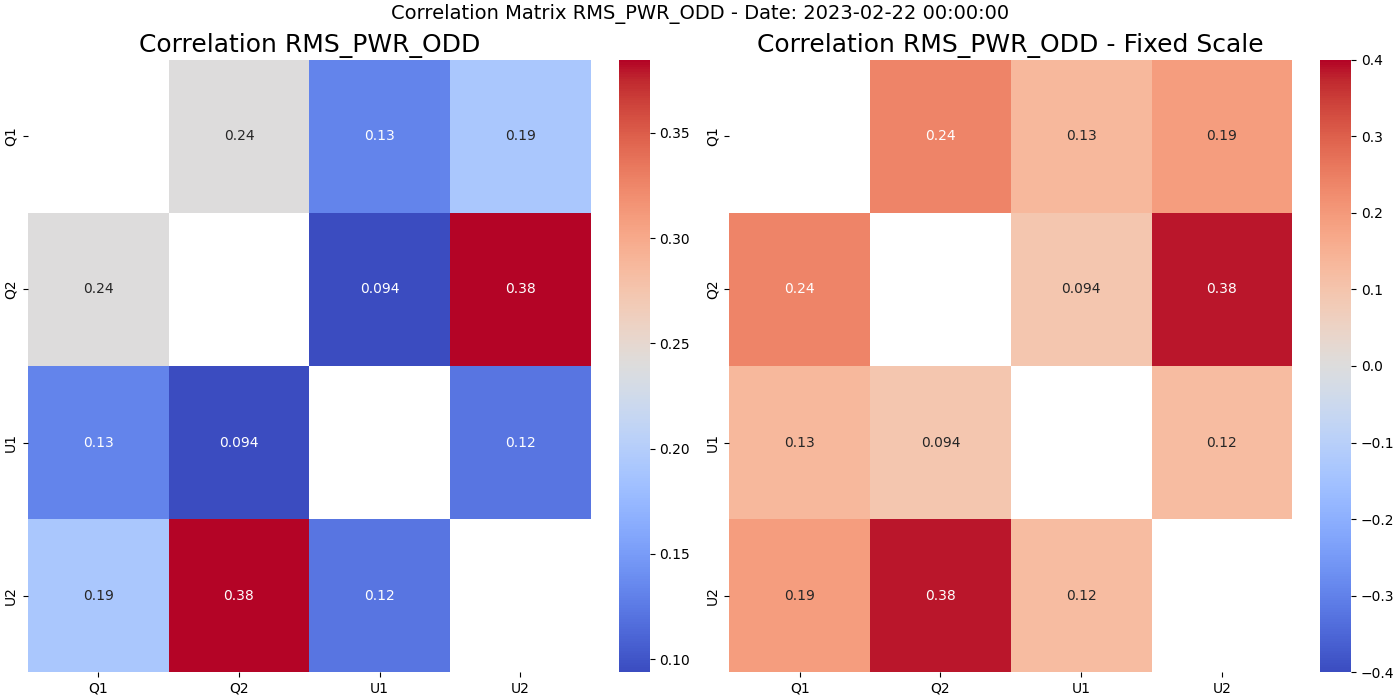 Correlation Matrix RMS_PWR_ODD - Date: 2023-02-22 00:00:00
Correlation RMS_PWR_ODD
Q1
0.24
0.13
0.19
Q2
0.24
0.094
0.38
U1
0.13
0.094
0.12
U2
0.19
0.38
0.12
Q1
Q2
U1
U2
0.35
0.30
0.25
0.20
0.15
0.10
Correlation RMS_PWR_ODD - Fixed Scale
Q1
0.24
0.13
0.19
Q2
0.24
0.094
0.38
U1
0.13
0.094
0.12
U2
0.19
0.38
0.12
Q1
Q2
U1
U2
0.4
0.3
0.2
0.1
0.0
−0.1
−0.2
−0.3
−0.4